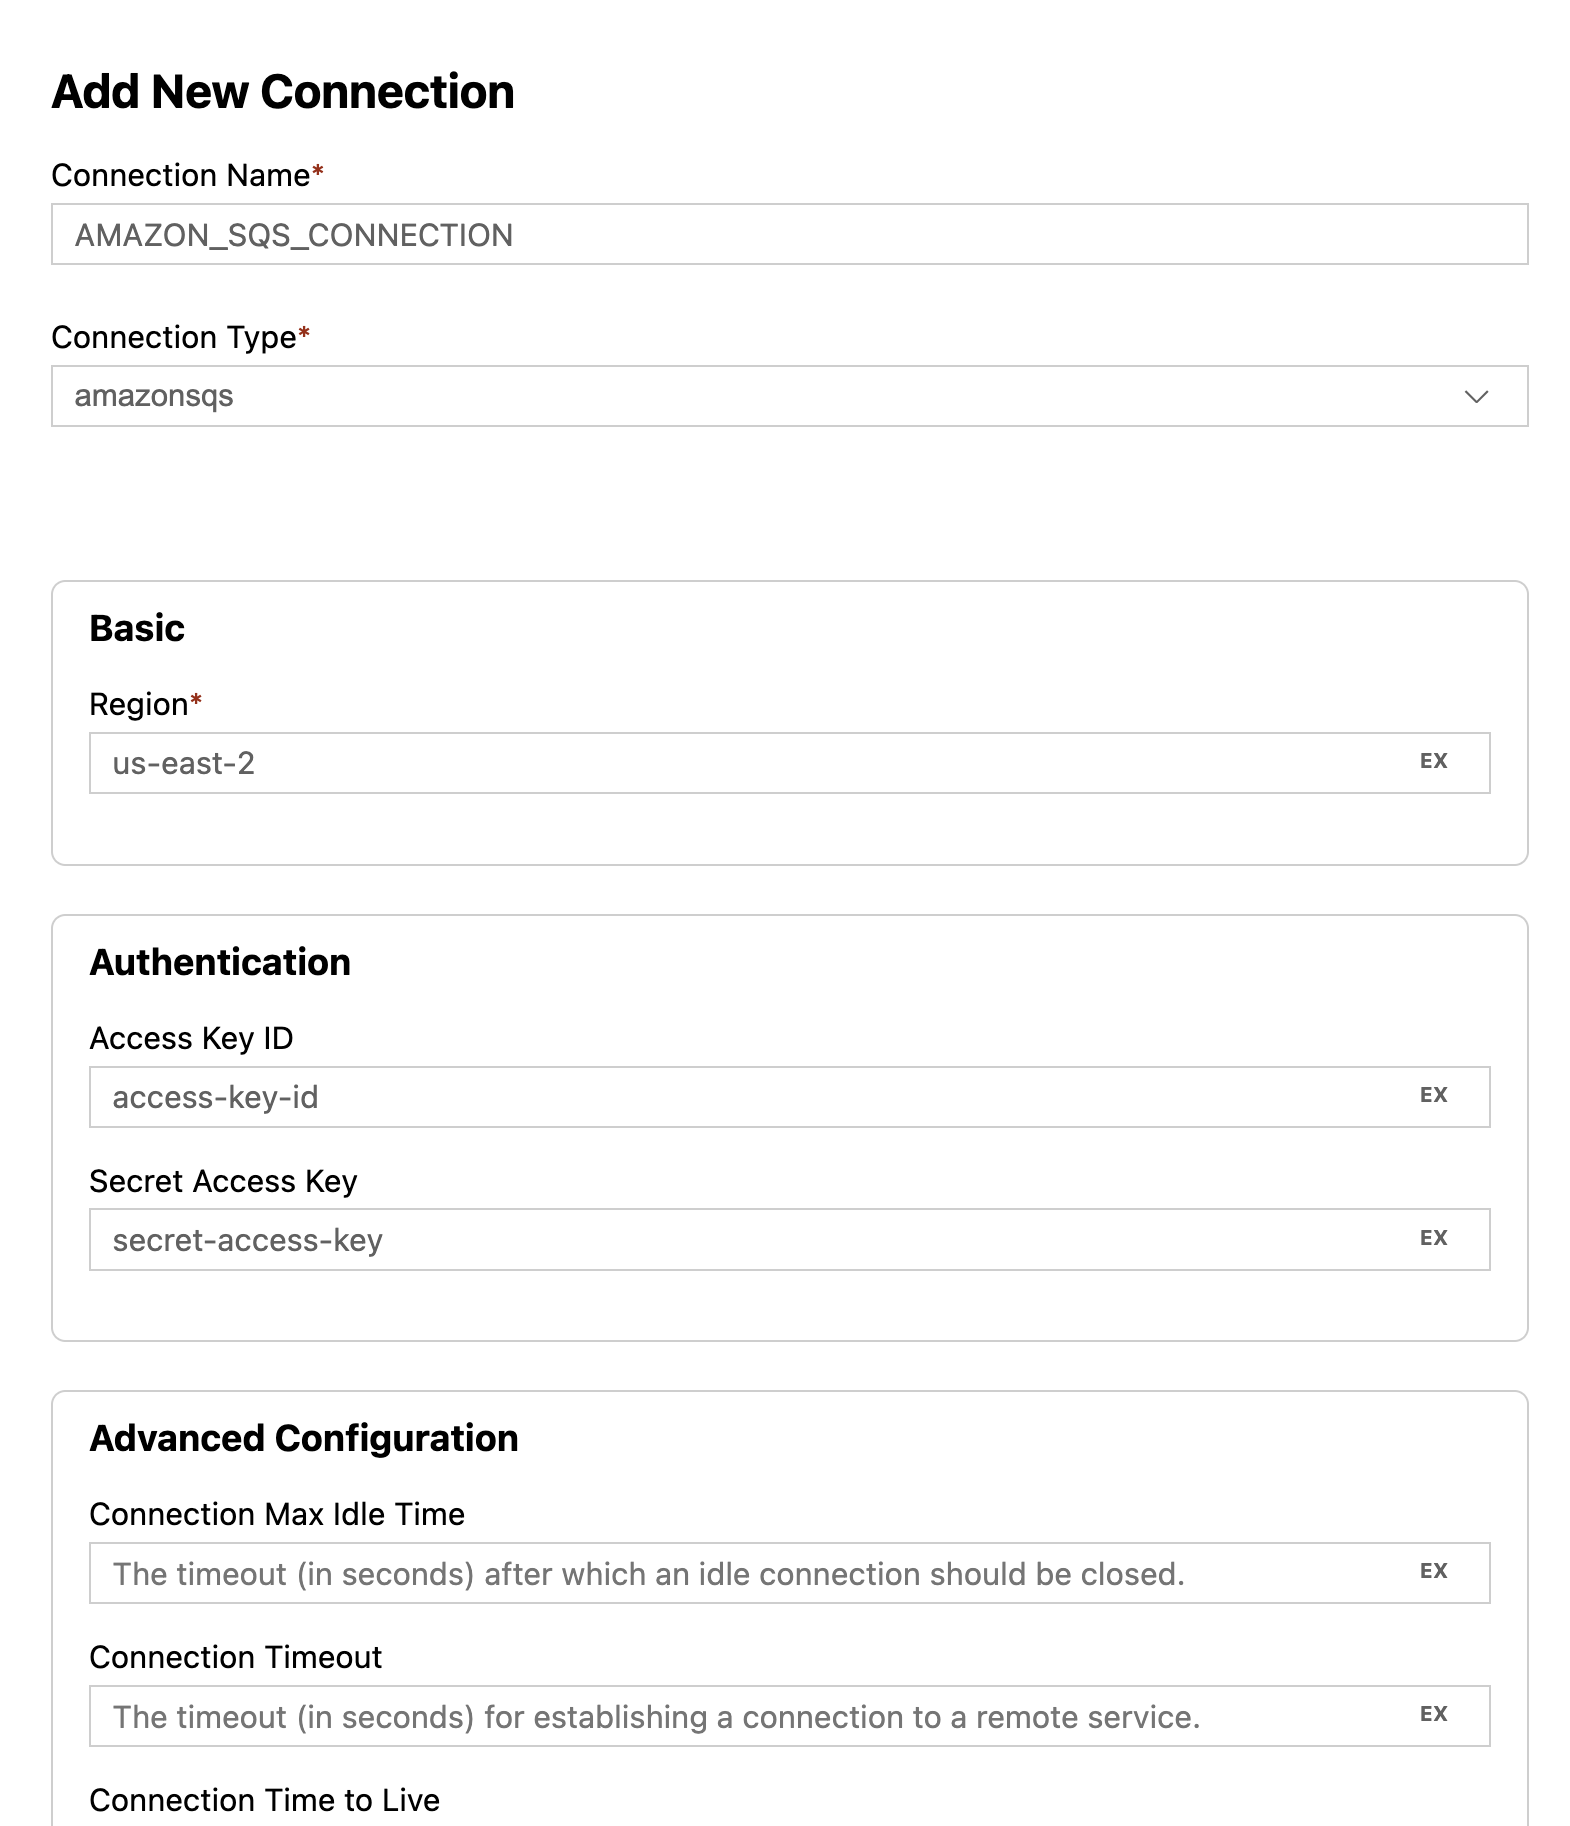 Add New Connection
Connection Name*
AMAZON_SQS_CONNECTION
Connection Type*
amazonsqs
Basic
Region*
us-east-2 EX
Authentication
Access Key ID
access-key-id EX
Secret Access Key
secret-access-key EX
Advanced Configuration
Connection Max Idle Time
The timeout (in seconds) after which an idle connection should be closed. EX
Connection Timeout
The timeout (in seconds) for establishing a connection to a remote service. EX
Connection Time to Live